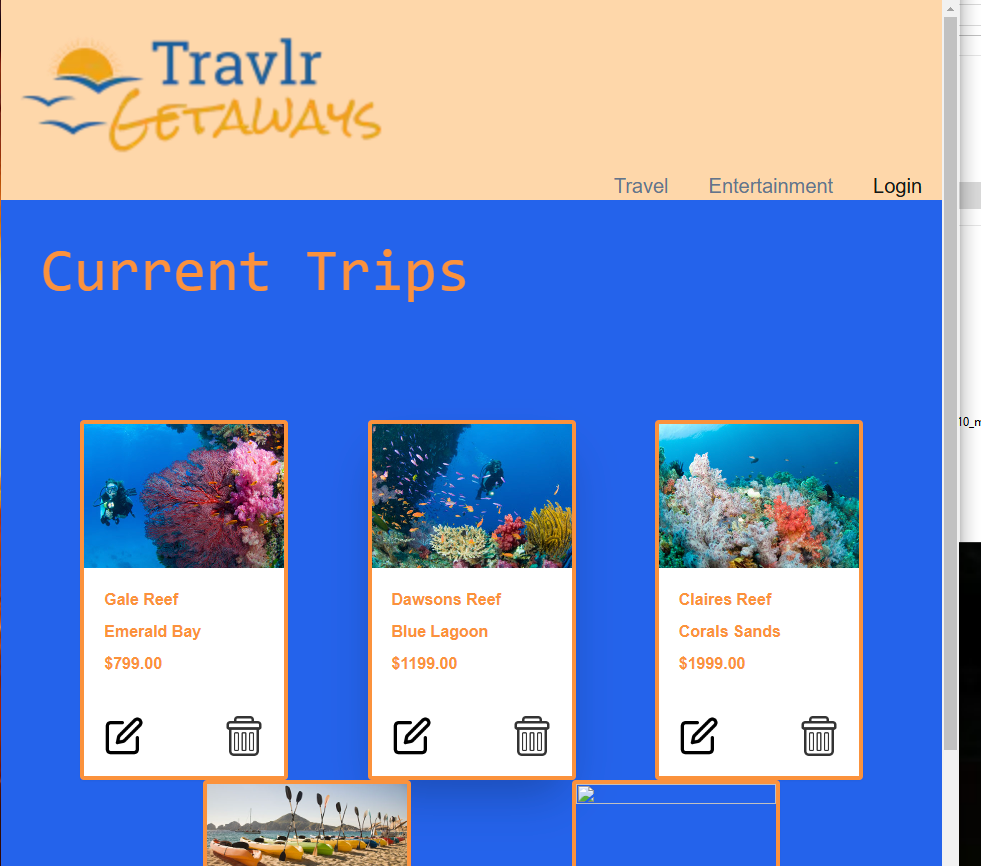 Travlr
Getaways
Travel Entertainment Login
Current Trips
Gale Reef
Emerald Bay
$799.00
Dawsons Reef
Blue Lagoon
$1199.00
Claires Reef
Corals Sands
$1999.00